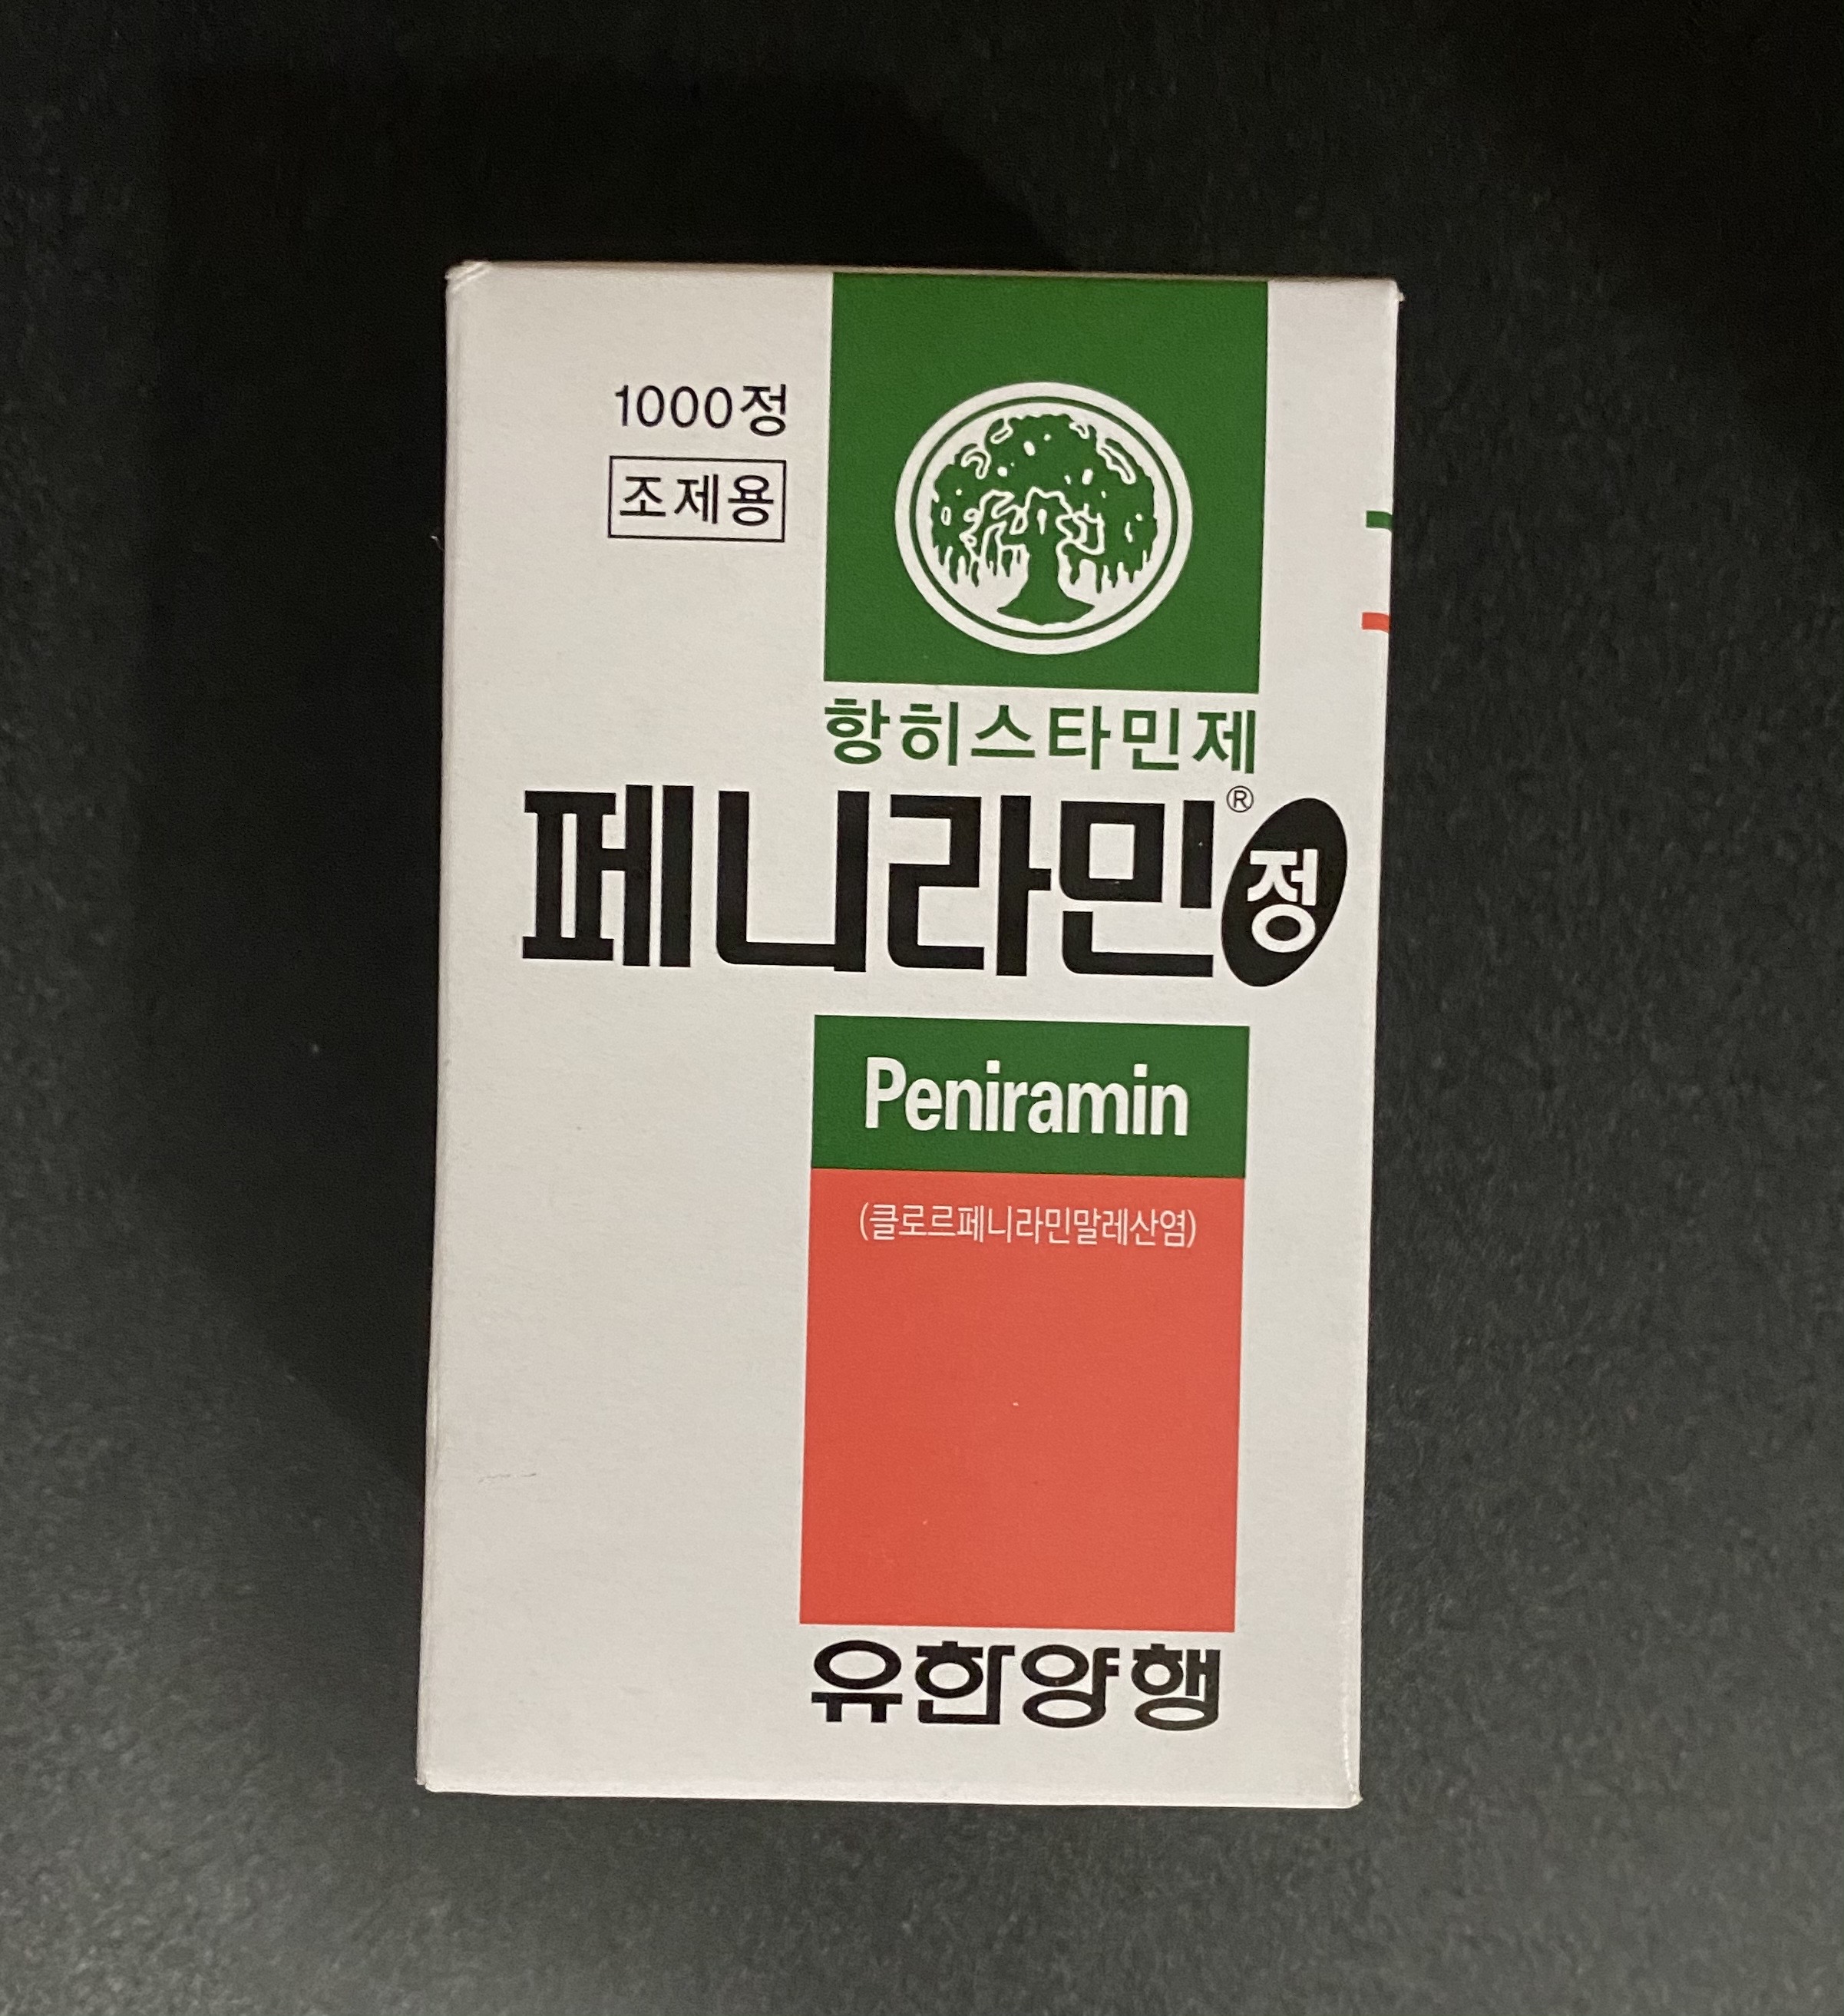 1000정
조제용
항히스타민제
페니라민®정
Peniramin
(클로르페니라민말레산염)
유한양행